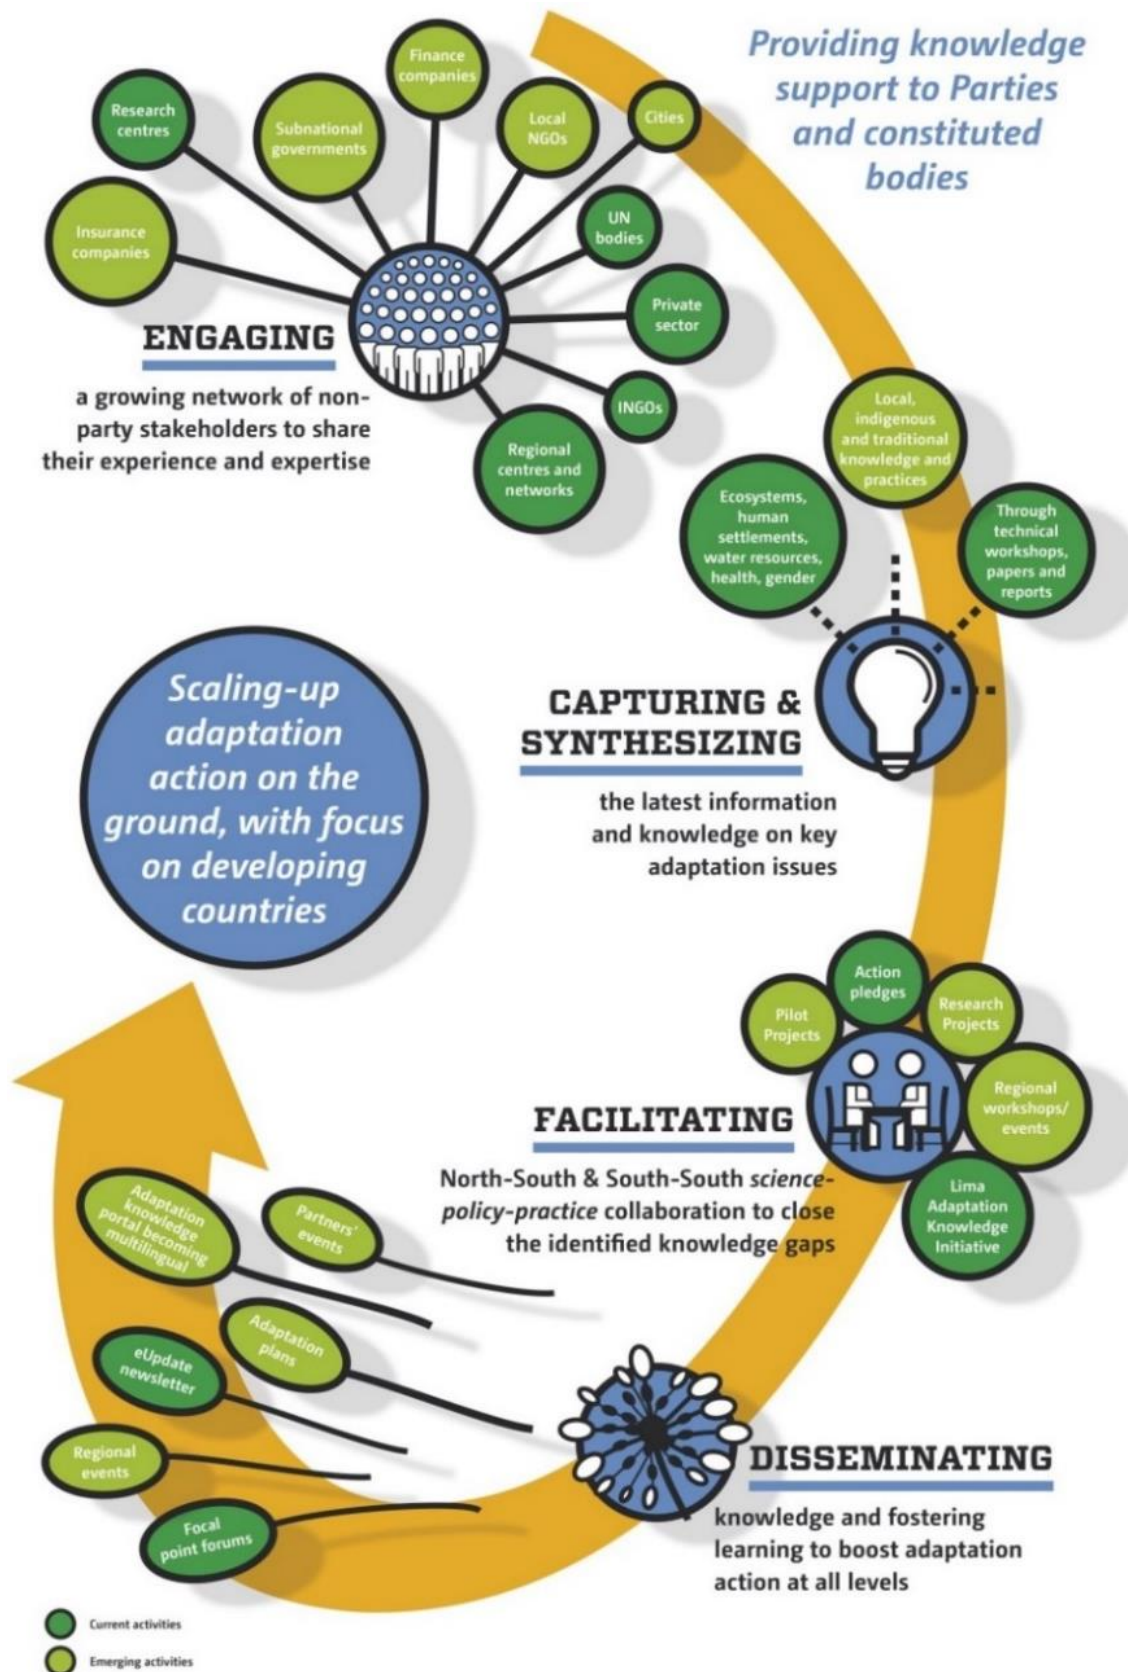 Providing knowledge
support to Parties
and constituted
bodies
Finance
companies
Research
centres
Subnational
governments
Local
NGOs
Cities
Insurance
companies
UN
bodies
Private
sector
INGOs
Regional
centres and
networks
ENGAGING
a growing network of non-
party stakeholders to share
their experience and expertise
Local,
indigenous
and traditional
knowledge and
practices
Ecosystems,
human
settlements,
water resources,
health, gender
Through
technical
workshops,
papers and
reports
CAPTURING &
SYNTHESIZING
the latest information
and knowledge on key
adaptation issues
Scaling-up
adaptation
action on the
ground, with focus
on developing
countries
Action
pledges
Pilot
Projects
Research
Projects
Regional
workshops/
events
Lima
Adaptation
Knowledge
Initiative
FACILITATING
North-South & South-South science-
policy-practice collaboration to close
the identified knowledge gaps
Adaptation
knowledge
portal becoming
multilingual
Partners'
events
Adaptation
plans
eUpdate
newsletter
Regional
events
Focal
point forums
DISSEMINATING
knowledge and fostering
learning to boost adaptation
action at all levels
Current activities
Emerging activities